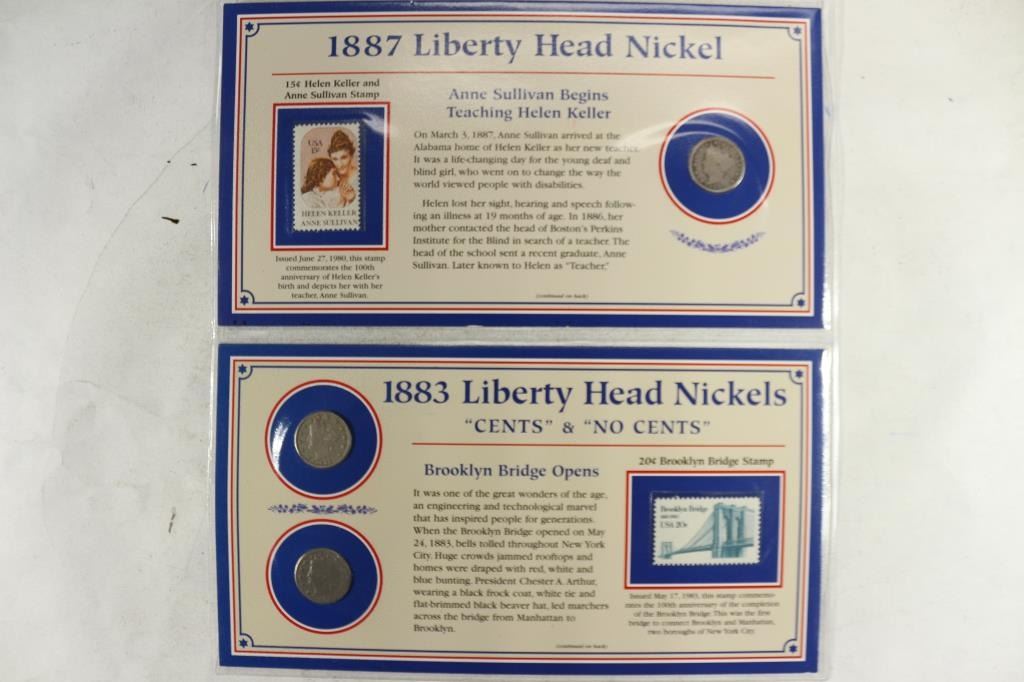 1887 Liberty Head Nickel
15¢ Helen Keller and
Anne Sullivan Stamp
USA
15c
HELEN KELLER
ANNE SULLIVAN
Issued June 27, 1980, this stamp
commemorates the 100th
anniversary of Helen Keller's
birth and depicts her with her
teacher, Anne Sullivan.
Anne Sullivan Begins
Teaching Helen Keller
On March 3, 1887, Anne Sullivan arrived at the
Alabama home of Helen Keller as her new teacher.
It was a life-changing day for the young deaf and
blind girl, who went on to change the way the
world viewed people with disabilities.
Helen lost her sight, hearing and speech follow-
ing an illness at 19 months of age. In 1886, her
mother contacted the head of Boston's Perkins
Institute for the Blind in search of a teacher. The
head of the school sent a recent graduate, Anne
Sullivan. Later known to Helen as "Teacher,"
(continued on back)
1883 Liberty Head Nickels
"CENTS" & "NO CENTS"
Brooklyn Bridge Opens
It was one of the great wonders of the age,
an engineering and technological marvel
that has inspired people for generations.
When the Brooklyn Bridge opened on May
24, 1883, bells tolled throughout New York
City. Huge crowds jammed rooftops and
homes were draped with red, white and
blue bunting. President Chester A. Arthur,
wearing a black frock coat, white tie and
flat-brimmed black beaver hat, led marchers
across the bridge from Manhattan to
Brooklyn.
(continued on back)
20¢ Brooklyn Bridge Stamp
Brooklyn Bridge
USA 20c
Issued May 17, 1983, this stamp commemo-
rates the 100th anniversary of the completion
of the Brooklyn Bridge. This was the first
bridge to connect Brooklyn and Manhattan,
two boroughs of New York City.